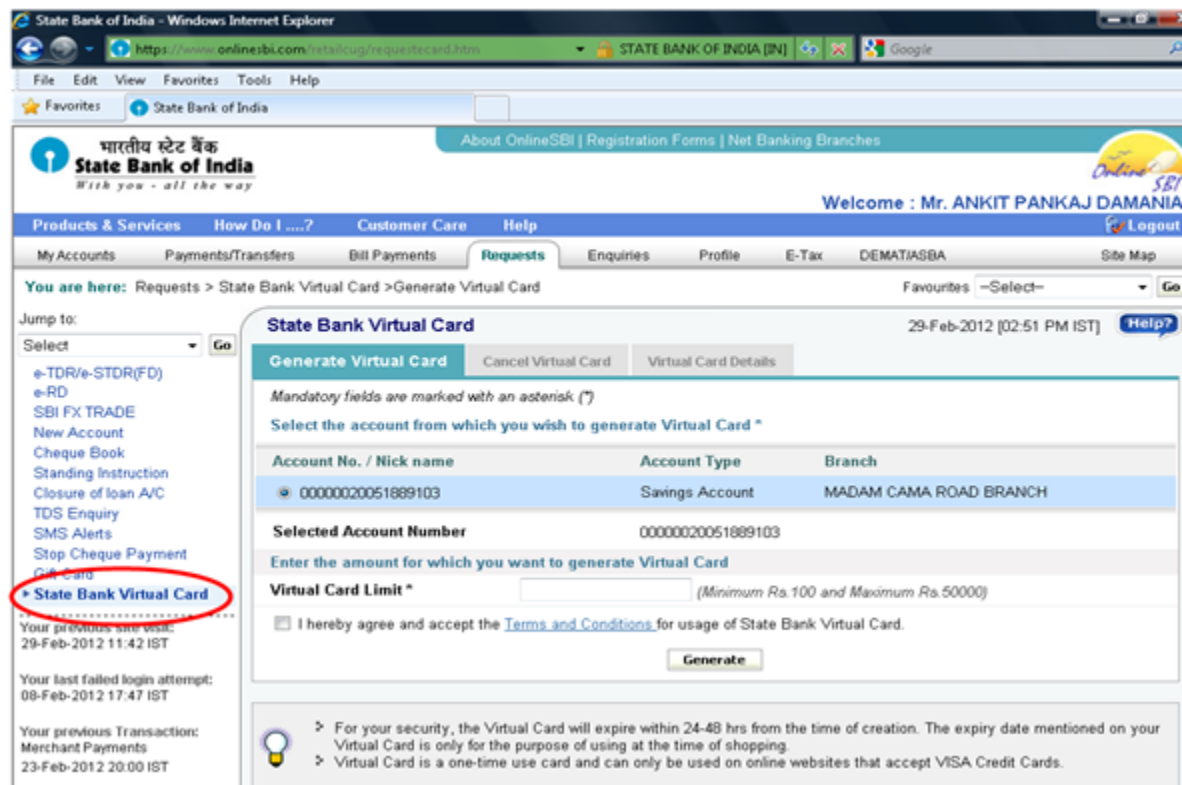 State Bank of India - Windows Internet Explorer
https://www.onlinesbi.com/retailcug/requestecard.htm STATE BANK OF INDIA [IN] Google
File Edit View Favorites Tools Help
Favorites State Bank of India
भारतीय स्टेट बैंक
State Bank of India
With you - all the way
About OnlineSBI | Registration Forms | Net Banking Branches
Online SBI
Welcome : Mr. ANKIT PANKAJ DAMANIA
Products & Services How Do I ....? Customer Care Help Logout
My Accounts Payments/Transfers Bill Payments Requests Enquiries Profile E-Tax DEMAT/ASBA Site Map
You are here: Requests > State Bank Virtual Card >Generate Virtual Card Favourites --Select-- Go
Jump to:
Select Go
e-TDR/e-STDR(FD)
e-RD
SBI FX TRADE
New Account
Cheque Book
Standing Instruction
Closure of loan A/C
TDS Enquiry
SMS Alerts
Stop Cheque Payment
Gift Card
State Bank Virtual Card
Your previous site visit:
29-Feb-2012 11:42 IST
Your last failed login attempt:
08-Feb-2012 17:47 IST
Your previous Transaction:
Merchant Payments
23-Feb-2012 20:00 IST
State Bank Virtual Card 29-Feb-2012 [02:51 PM IST] Help?
Generate Virtual Card Cancel Virtual Card Virtual Card Details
Mandatory fields are marked with an asterisk (*)
Select the account from which you wish to generate Virtual Card *
Account No. / Nick name Account Type Branch
00000020051889103 Savings Account MADAM CAMA ROAD BRANCH
Selected Account Number 00000020051889103
Enter the amount for which you want to generate Virtual Card
Virtual Card Limit * (Minimum Rs.100 and Maximum Rs.50000)
I hereby agree and accept the Terms and Conditions for usage of State Bank Virtual Card.
Generate
> For your security, the Virtual Card will expire within 24-48 hrs from the time of creation. The expiry date mentioned on your
Virtual Card is only for the purpose of using at the time of shopping.
> Virtual Card is a one-time use card and can only be used on online websites that accept VISA Credit Cards.